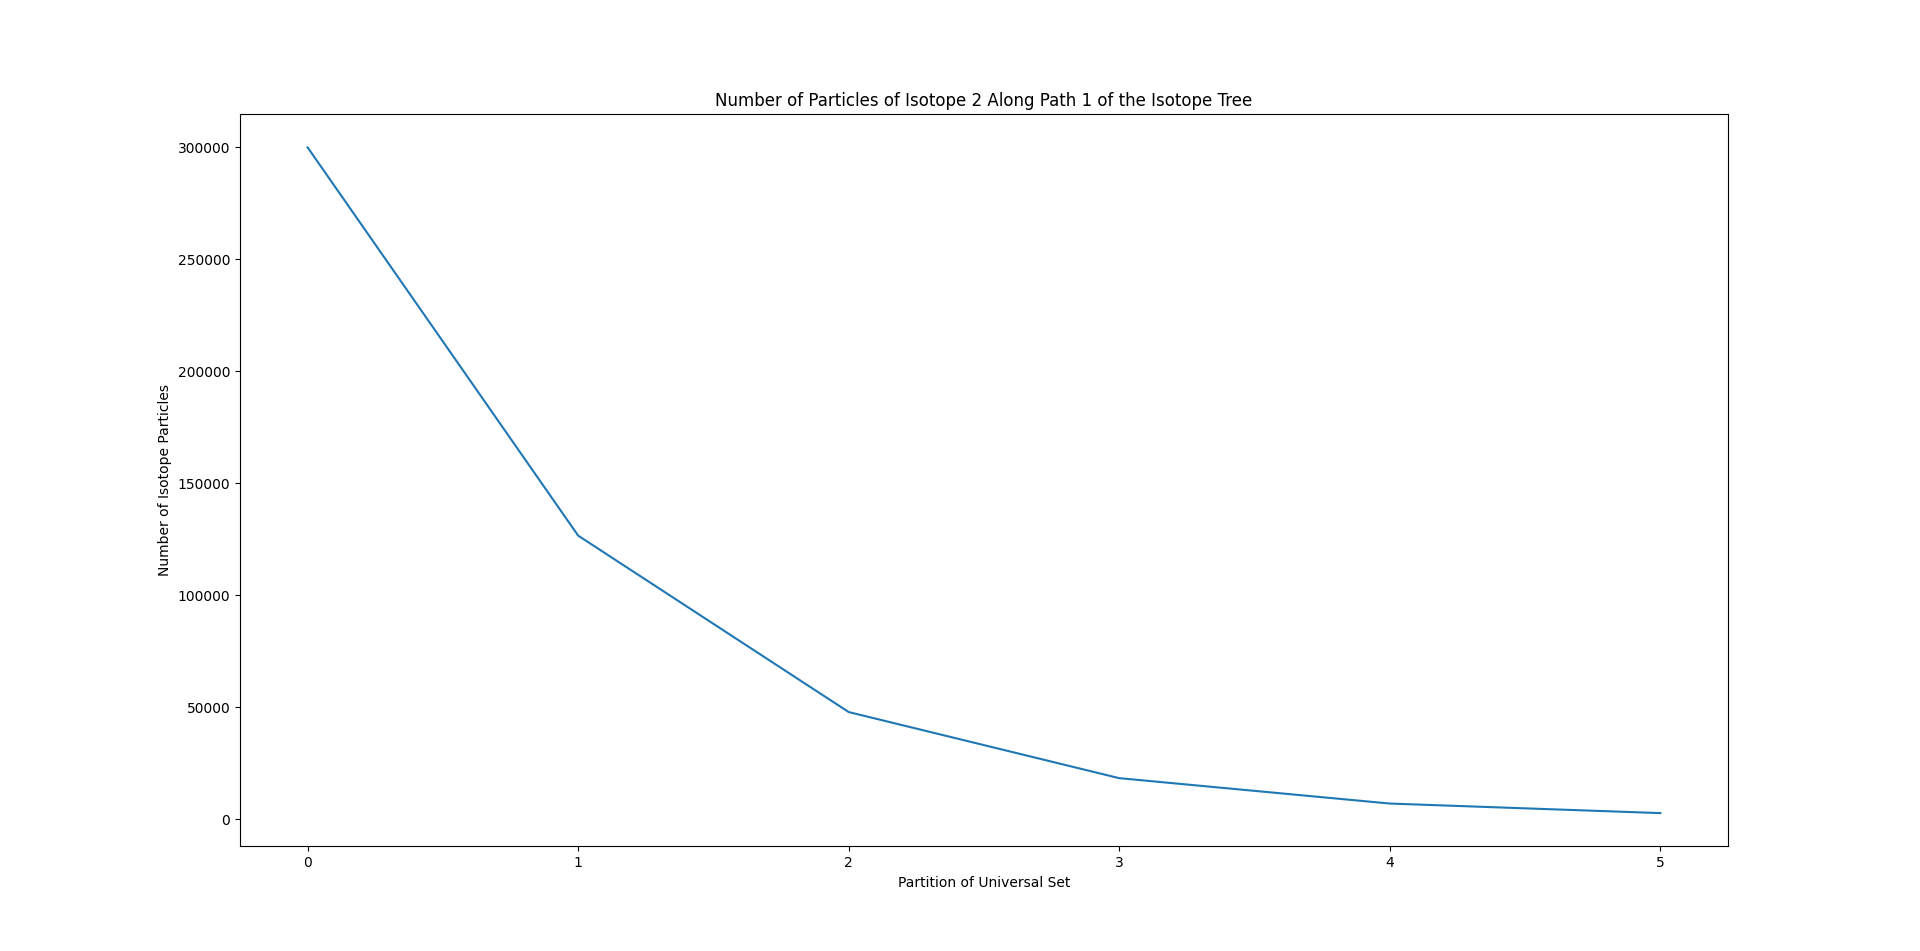 Number of Particles of Isotope 2 Along Path 1 of the Isotope Tree
300000
250000
200000
150000
100000
50000
0
Number of Isotope Particles
0 1 2 3 4 5
Partition of Universal Set